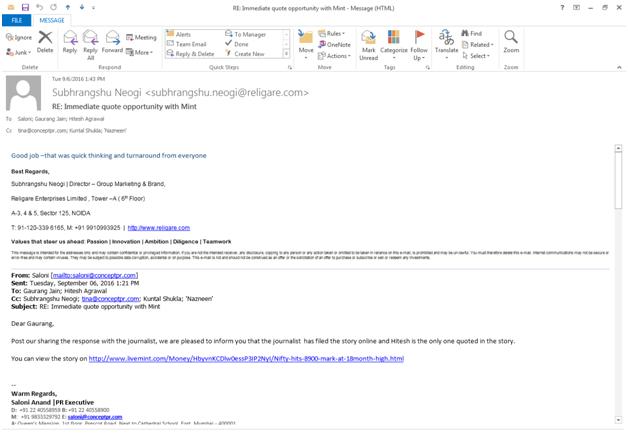 RE: Immediate quote opportunity with Mint - Message (HTML)
FILE MESSAGE
Ignore Delete Reply Reply All Forward Meeting Alerts To Manager Move Rules OneNote Mark Unread Categorize Follow Up Translate Find Related Zoom
Junk More Team Email Done Actions Select
Reply & Delete Create New
Delete Respond Quick Steps Move Tags Editing Zoom
Tue 9/6/2016 1:43 PM
Subhrangshu Neogi <subhrangshu.neogi@religare.com>
RE: Immediate quote opportunity with Mint
To Saloni; Gaurang Jain; Hitesh Agrawal
Cc tina@conceptpr.com; Kuntal Shukla; 'Nazneen'
Good job –that was quick thinking and turnaround from everyone
Best Regards,
Subhrangshu Neogi | Director – Group Marketing & Brand,
Religare Enterprises Limited , Tower –A ( 6th Floor)
A-3, 4 & 5, Sector 125, NOIDA
T: 91-120-339 6165, M: +91 9910993925 | http://www.religare.com
Values that steer us ahead: Passion | Innovation | Ambition | Diligence | Teamwork
From: Saloni [mailto:saloni@conceptpr.com]
Sent: Tuesday, September 06, 2016 1:21 PM
To: Gaurang Jain; Hitesh Agrawal
Cc: Subhrangshu Neogi; tina@conceptpr.com; Kuntal Shukla; 'Nazneen'
Subject: RE: Immediate quote opportunity with Mint
Dear Gaurang,
Post our sharing the response with the journalist, we are pleased to inform you that the journalist has filed the story online and Hitesh is the only one quoted in the story.
You can view the story on http://www.livemint.com/Money/HbyvnKCDlw0essP3IP2NyI/Nifty-hits-8900-mark-at-18month-high.html
--
Warm Regards,
Saloni Anand |PR Executive
D: +91 22 40558958 B: +91 22 40558900
M: +91 9833529792 E: saloni@conceptpr.com